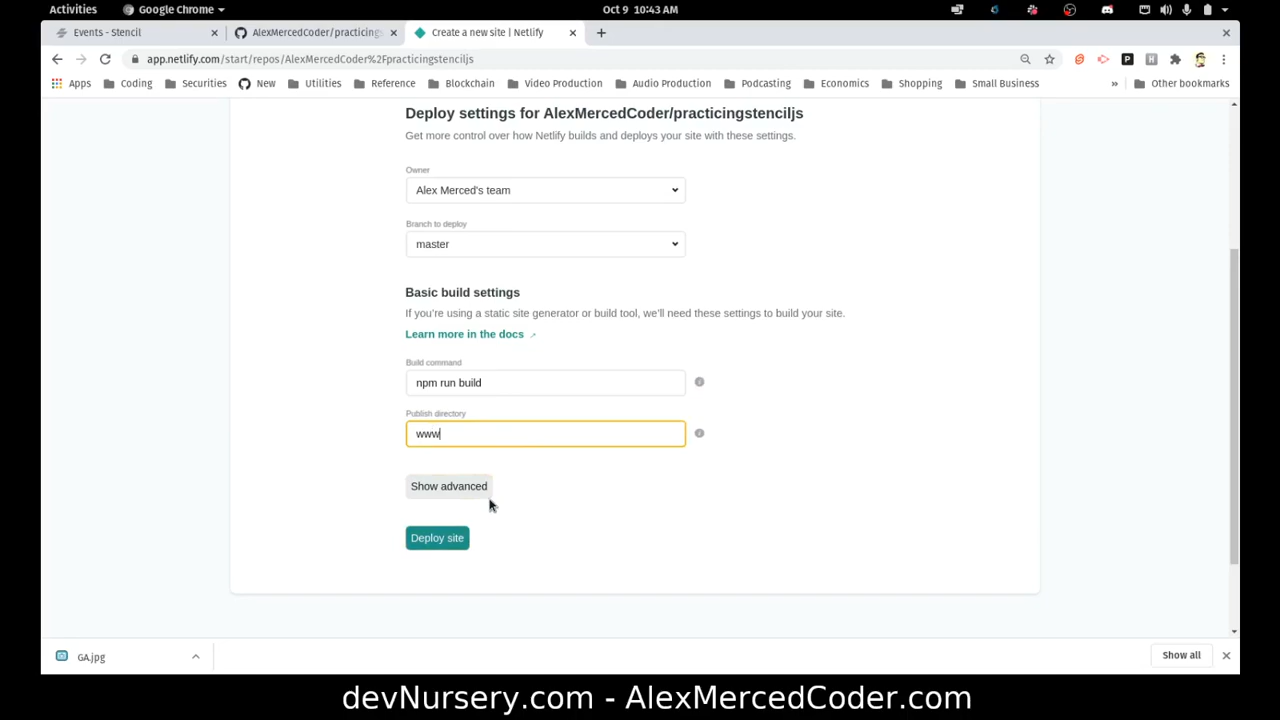 Activities
Google Chrome
Oct 9 10:43 AM
Events - Stencil
AlexMercedCoder/practicings
Create a new site | Netlify
app.netlify.com/start/repos/AlexMercedCoder%2Fpracticingstenciljs
Apps
Coding
Securities
New
Utilities
Reference
Blockchain
Video Production
Audio Production
Podcasting
Economics
Shopping
Small Business
»
Other bookmarks
Deploy settings for AlexMercedCoder/practicingstenciljs
Get more control over how Netlify builds and deploys your site with these settings.
Owner
Alex Merced's team
Branch to deploy
master
Basic build settings
If you're using a static site generator or build tool, we'll need these settings to build your site.
Learn more in the docs
Build command
npm run build
Publish directory
www
Show advanced
Deploy site
GA.jpg
Show all
devNursery.com - AlexMercedCoder.com